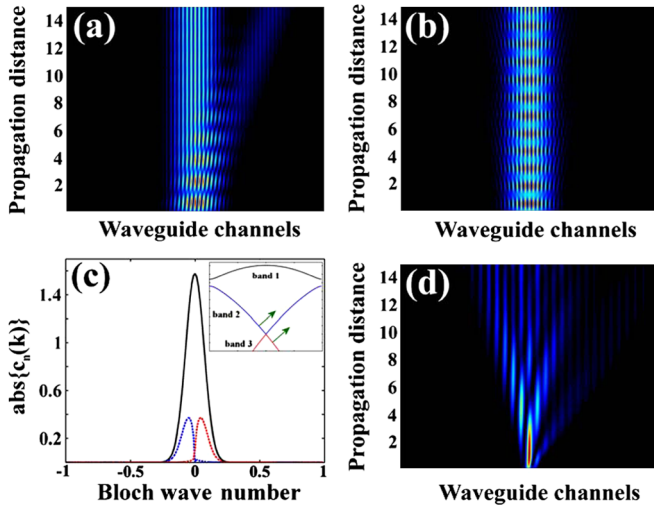 (a)
14
12
10
8
6
4
2
Propagation distance
Waveguide channels
(b)
14
12
10
8
6
4
2
Propagation distance
Waveguide channels
(c)
1.4
1
0.6
0.2
abs{cn(k)}
-1
-0.5
0
0.5
1
Bloch wave number
band 1
band 2
band 3
(d)
14
12
10
8
6
4
2
Propagation distance
Waveguide channels